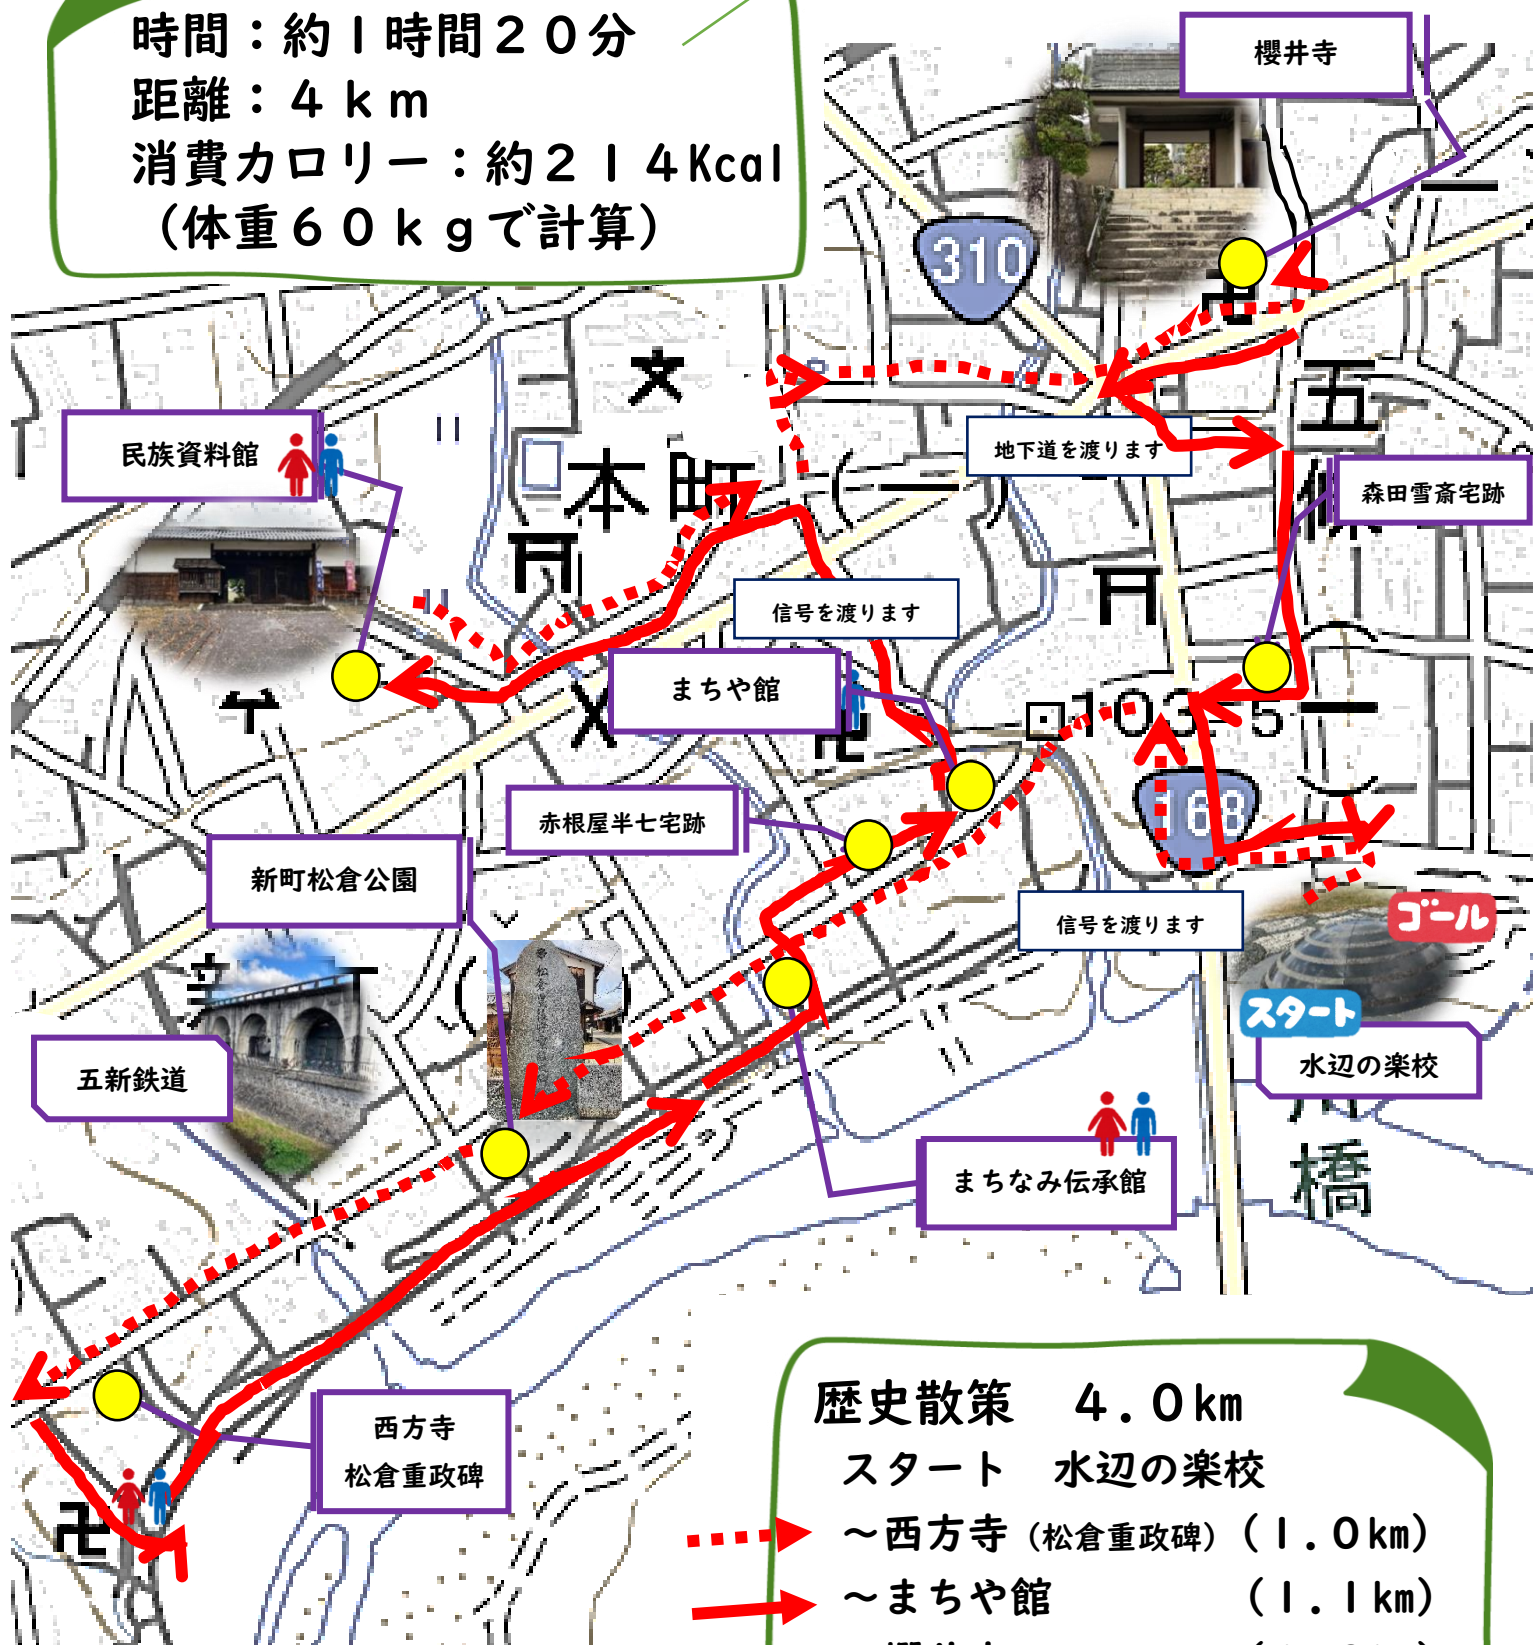 時間：約１時間２０分
距離：４ｋｍ
消費カロリー：約２１４Kcal
（体重６０ｋｇで計算）
櫻井寺
310
五
民族資料館
文
本町
(一)
地下道を渡ります
森田雪斎宅跡
條
信号を渡ります
まちや館
103.5
一
赤根屋半七宅跡
168
新町松倉公園
信号を渡ります
ゴール
スタート
五新鉄道
水辺の楽校
川
橋
まちなみ伝承館
西方寺
松倉重政碑
歴史散策　４.０km
スタート　水辺の楽校
～西方寺（松倉重政碑）（１.０km）
～まちや館　（１.１km）